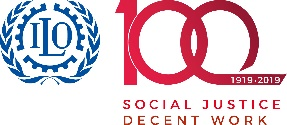 ILO
100
1919·2019
SOCIAL JUSTICE
DECENT WORK